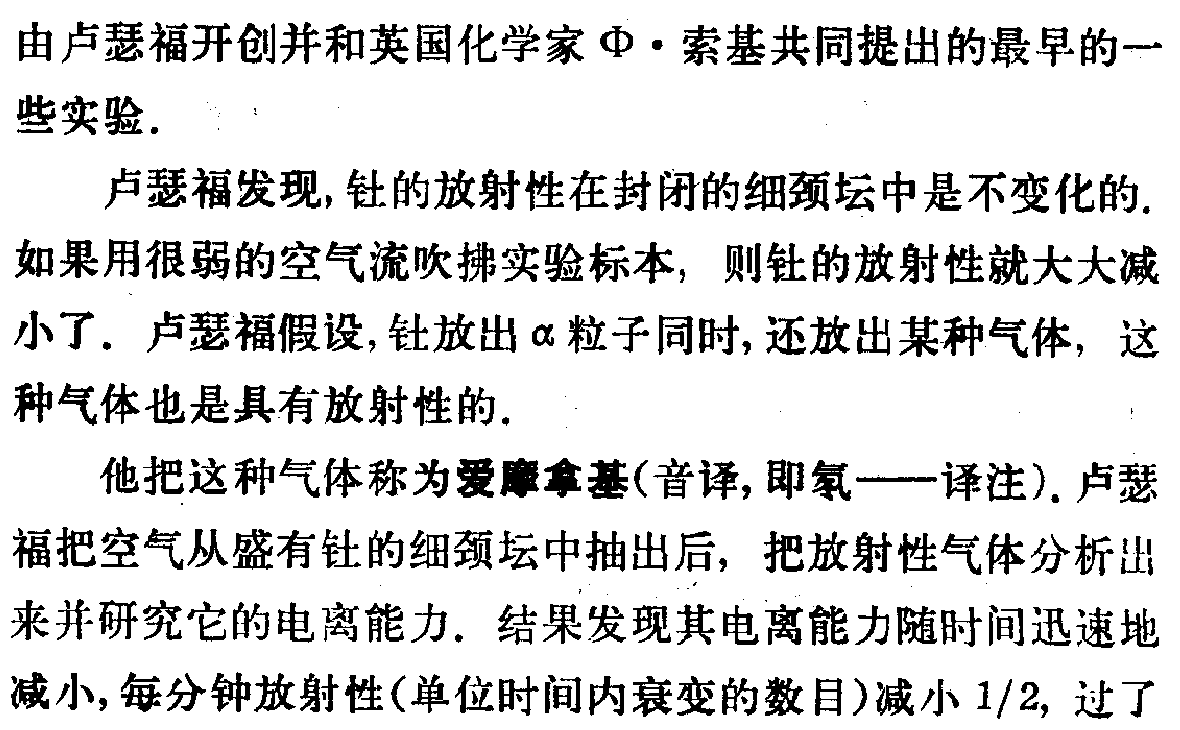 由卢瑟福开创并和英国化学家Ф·索基共同提出的最早的一
些实验.
卢瑟福发现,钍的放射性在封闭的细颈坛中是不变化的.
如果用很弱的空气流吹拂实验标本, 则钍的放射性就大大减
小了. 卢瑟福假设,钍放出α粒子同时,还放出某种气体, 这
种气体也是具有放射性的.
他把这种气体称为爱摩拿基(音译,即氡——译注). 卢瑟
福把空气从盛有钍的细颈坛中抽出后, 把放射性气体分析出
来并研究它的电离能力. 结果发现其电离能力随时间迅速地
减小,每分钟放射性(单位时间内衰变的数目)减小1/2, 过了